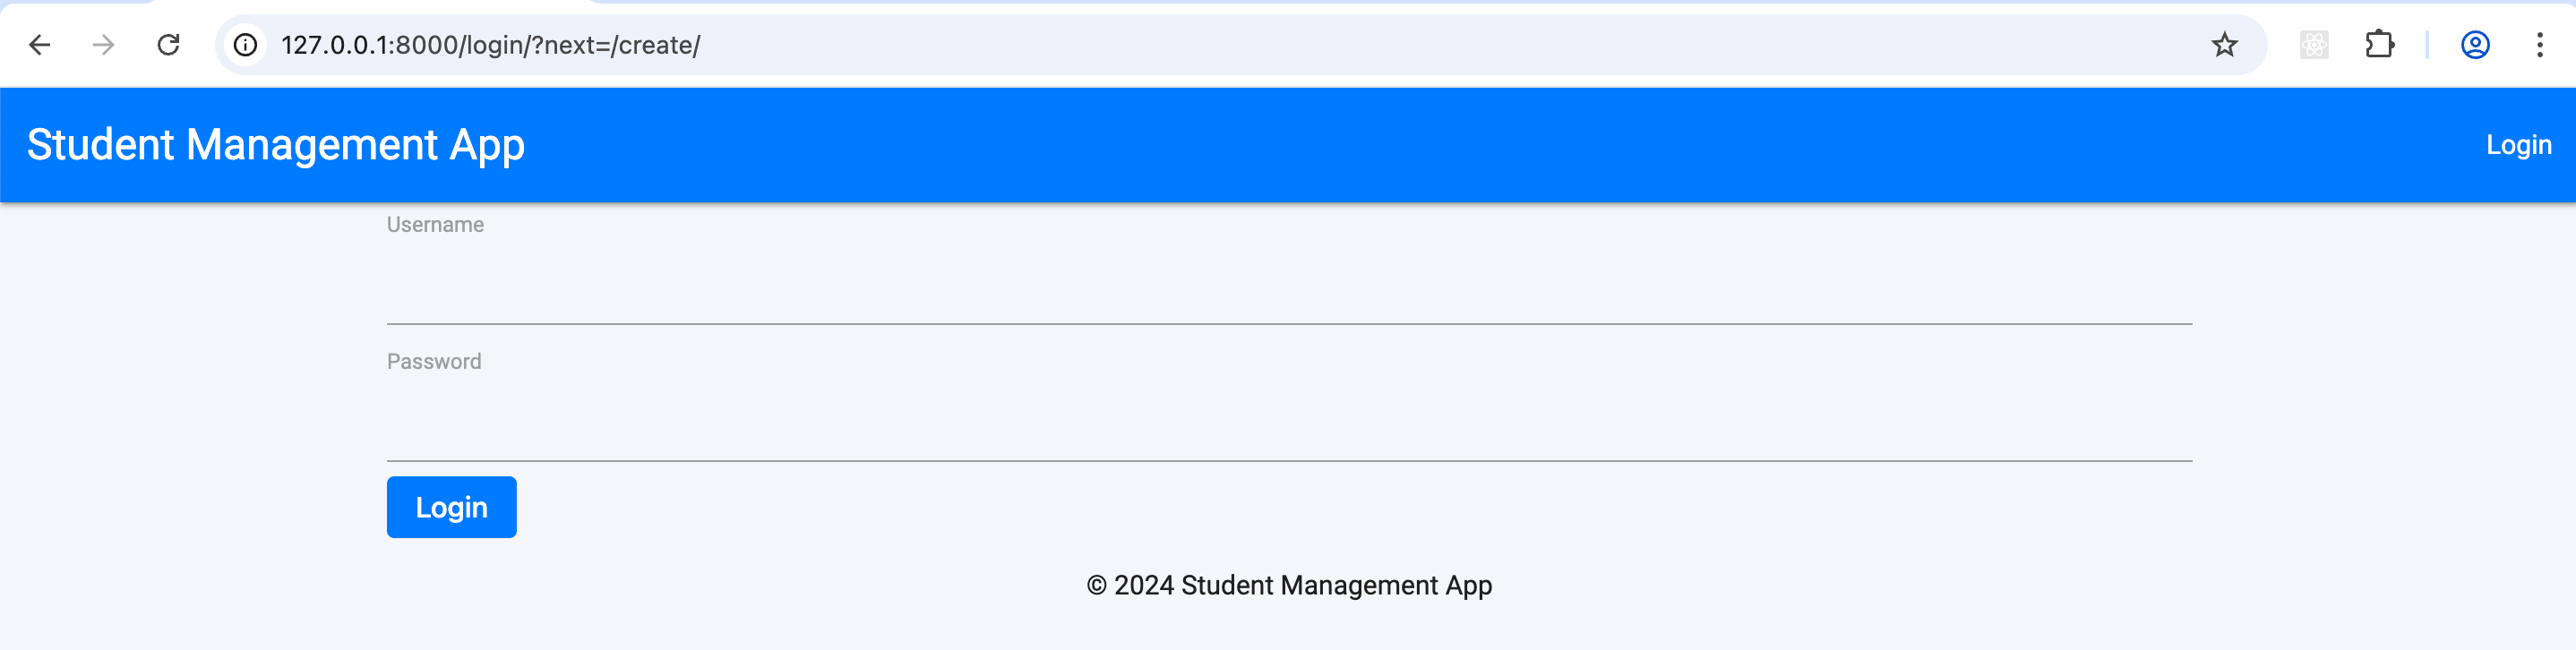 127.0.0.1:8000/login/?next=/create/
Student Management App
Login
Username
Password
Login
© 2024 Student Management App